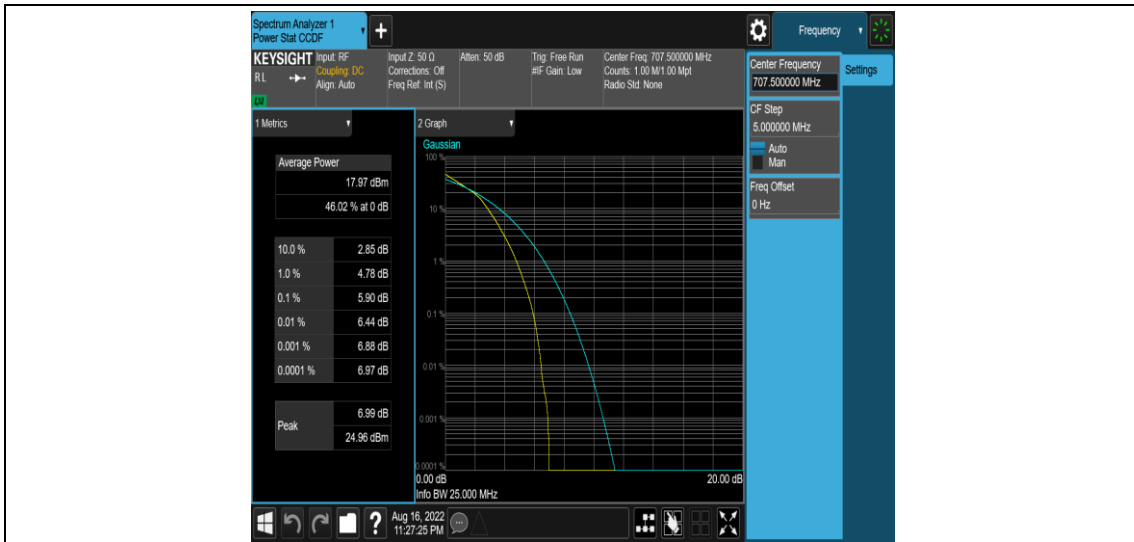 Spectrum Analyzer 1
Power Stat CCDF
Frequency
KEYSIGHT
RL
LXI
Input: RF
Coupling: DC
Align: Auto
Input Z: 50 Ω
Corrections: Off
Freq Ref: Int (S)
Atten: 50 dB
Trig: Free Run
#IF Gain: Low
Center Freq: 707.500000 MHz
Counts: 1.00 M/1.00 Mpt
Radio Std: None
Center Frequency
707.500000 MHz
Settings
CF Step
5.000000 MHz
Auto
Man
Freq Offset
0 Hz
1 Metrics
Average Power
17.97 dBm
46.02 % at 0 dB
10.0 % 2.85 dB
1.0 % 4.78 dB
0.1 % 5.90 dB
0.01 % 6.44 dB
0.001 % 6.88 dB
0.0001 % 6.97 dB
Peak 6.99 dB
24.96 dBm
2 Graph
Gaussian
100 %
10 %
1 %
0.1 %
0.01 %
0.001 %
0.0001 %
0.00 dB 20.00 dB
Info BW 25.000 MHz
?
Aug 16, 2022
11:27:25 PM